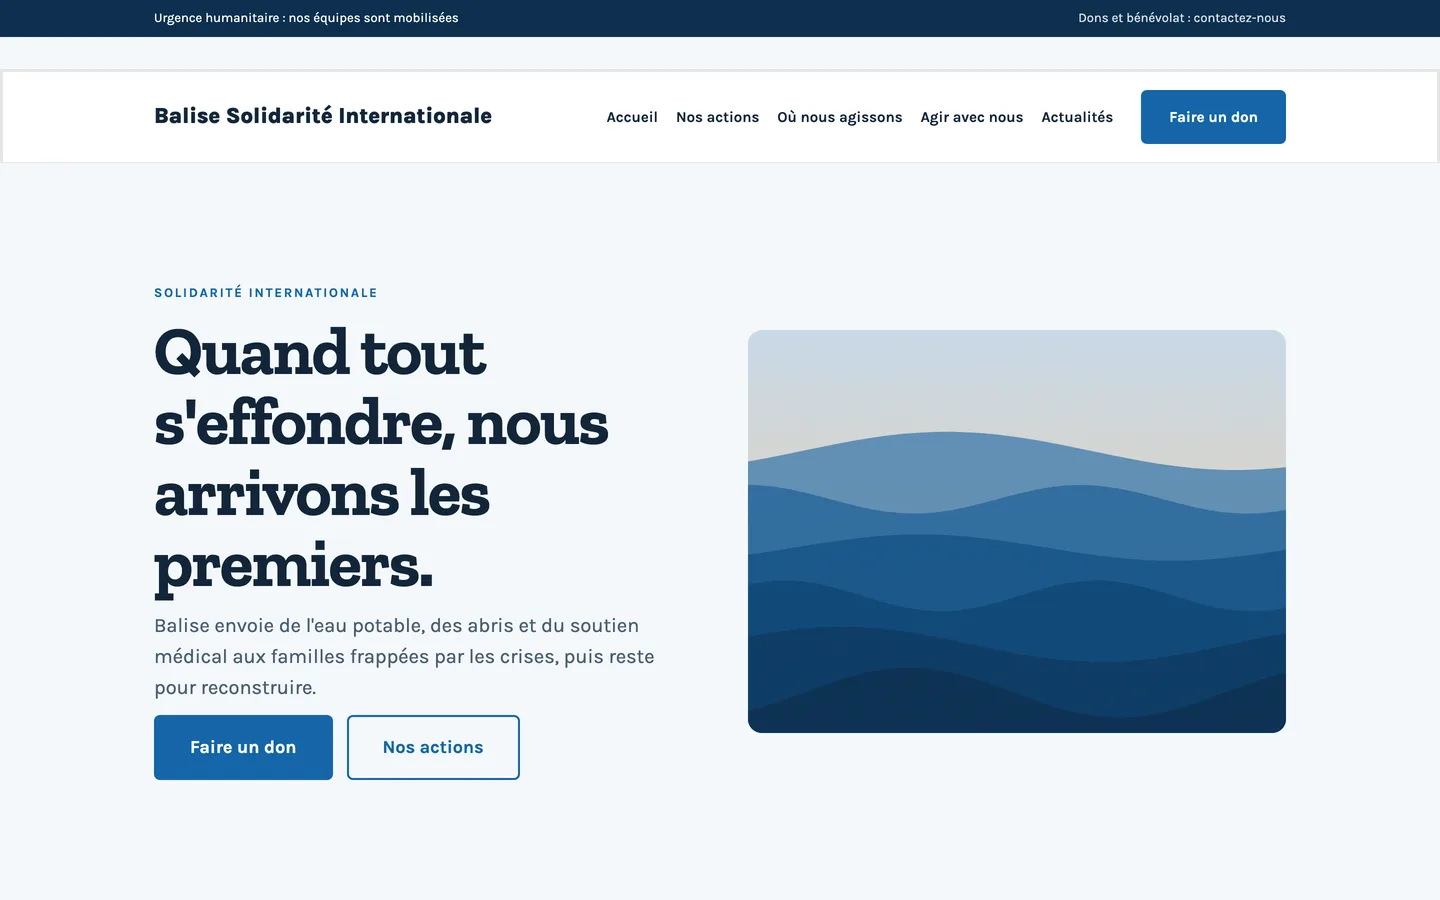 Urgence humanitaire : nos équipes sont mobilisées
Dons et bénévolat : contactez-nous
Balise Solidarité Internationale
Accueil
Nos actions
Où nous agissons
Agir avec nous
Actualités
Faire un don
SOLIDARITÉ INTERNATIONALE
Quand tout
s'effondre, nous
arrivons les
premiers.
Balise envoie de l'eau potable, des abris et du soutien
médical aux familles frappées par les crises, puis reste
pour reconstruire.
Faire un don
Nos actions